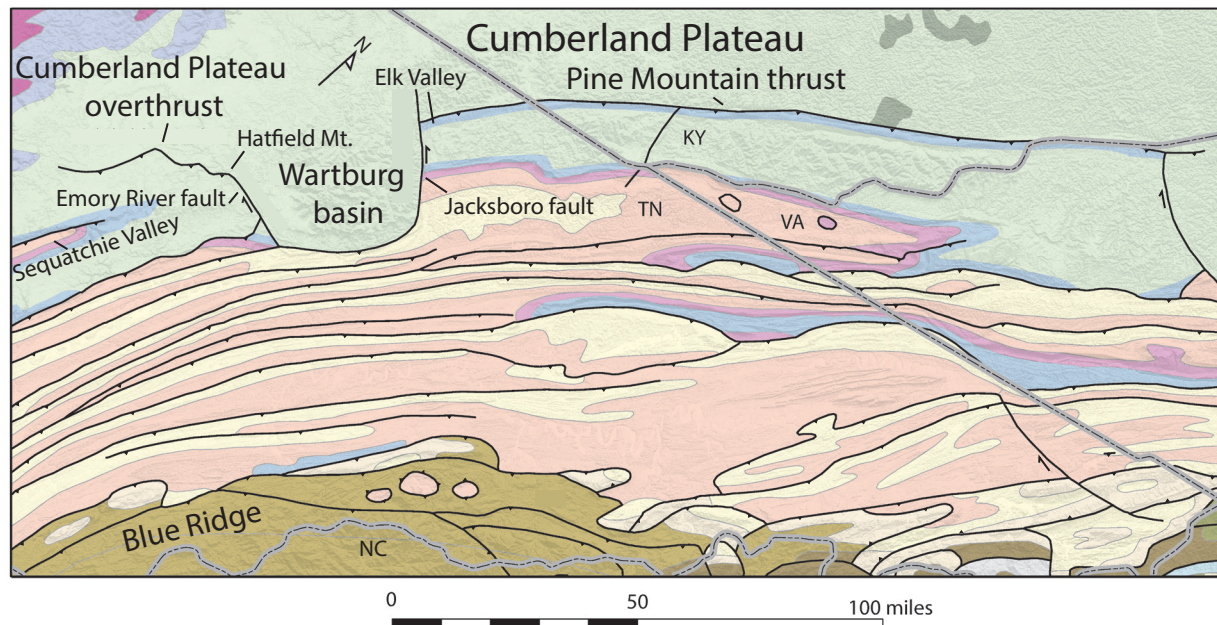 Cumberland Plateau
Pine Mountain thrust
Cumberland Plateau
overthrust
N
Elk Valley
Hatfield Mt.
KY
Wartburg
basin
Emory River fault
Jacksboro fault
TN
VA
Sequatchie Valley
Blue Ridge
NC
0
50
100 miles